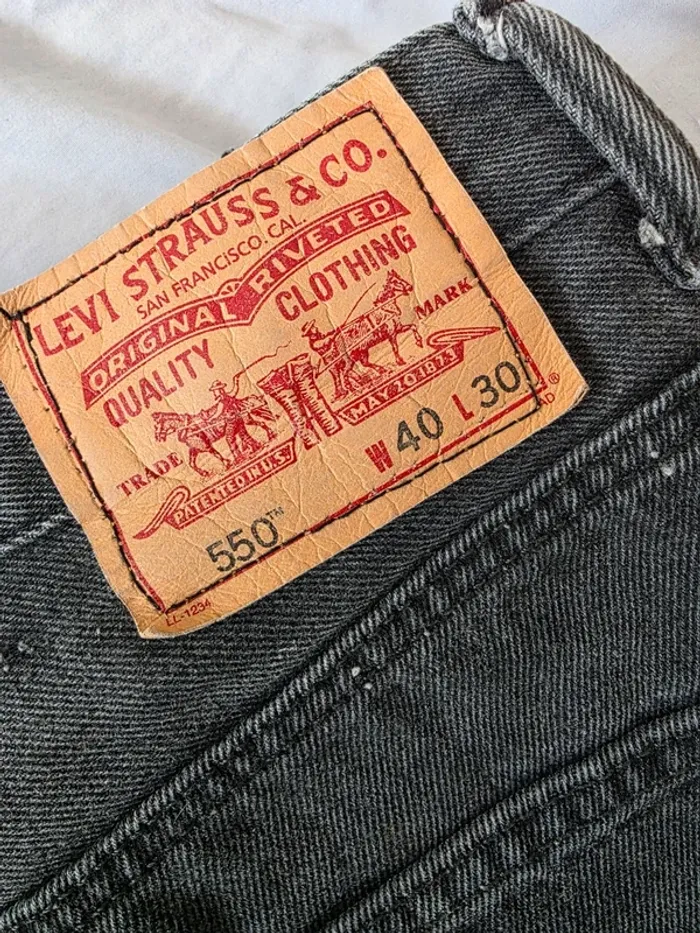 LEVI STRAUSS & CO.
SAN FRANCISCO. CAL.
ORIGINAL RIVETED
QUALITY CLOTHING
TRADE MARK
PATENTED IN U.S. MAY 20 1873
550™ W 40 L 30
®
LL-1234